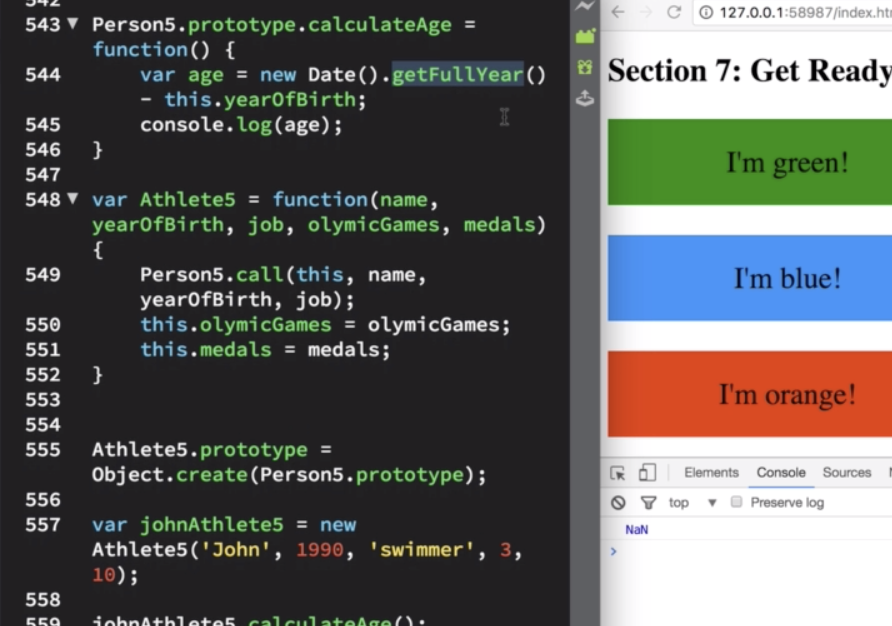 542
543 ▼ Person5.prototype.calculateAge =
function() {
544 var age = new Date().getFullYear()
- this.yearOfBirth;
545 console.log(age);
546 }
547
548 ▼ var Athlete5 = function(name,
yearOfBirth, job, olymicGames, medals)
{
549 Person5.call(this, name,
yearOfBirth, job);
550 this.olymicGames = olymicGames;
551 this.medals = medals;
552 }
553
554
555 Athlete5.prototype =
Object.create(Person5.prototype);
556
557 var johnAthlete5 = new
Athlete5('John', 1990, 'swimmer', 3,
10);
558
559 johnAthlete5.calculateAge();
127.0.0.1:58987/index.ht
Section 7: Get Ready
I'm green!
I'm blue!
I'm orange!
Elements Console Sources
top ▼ Preserve log
NaN
>